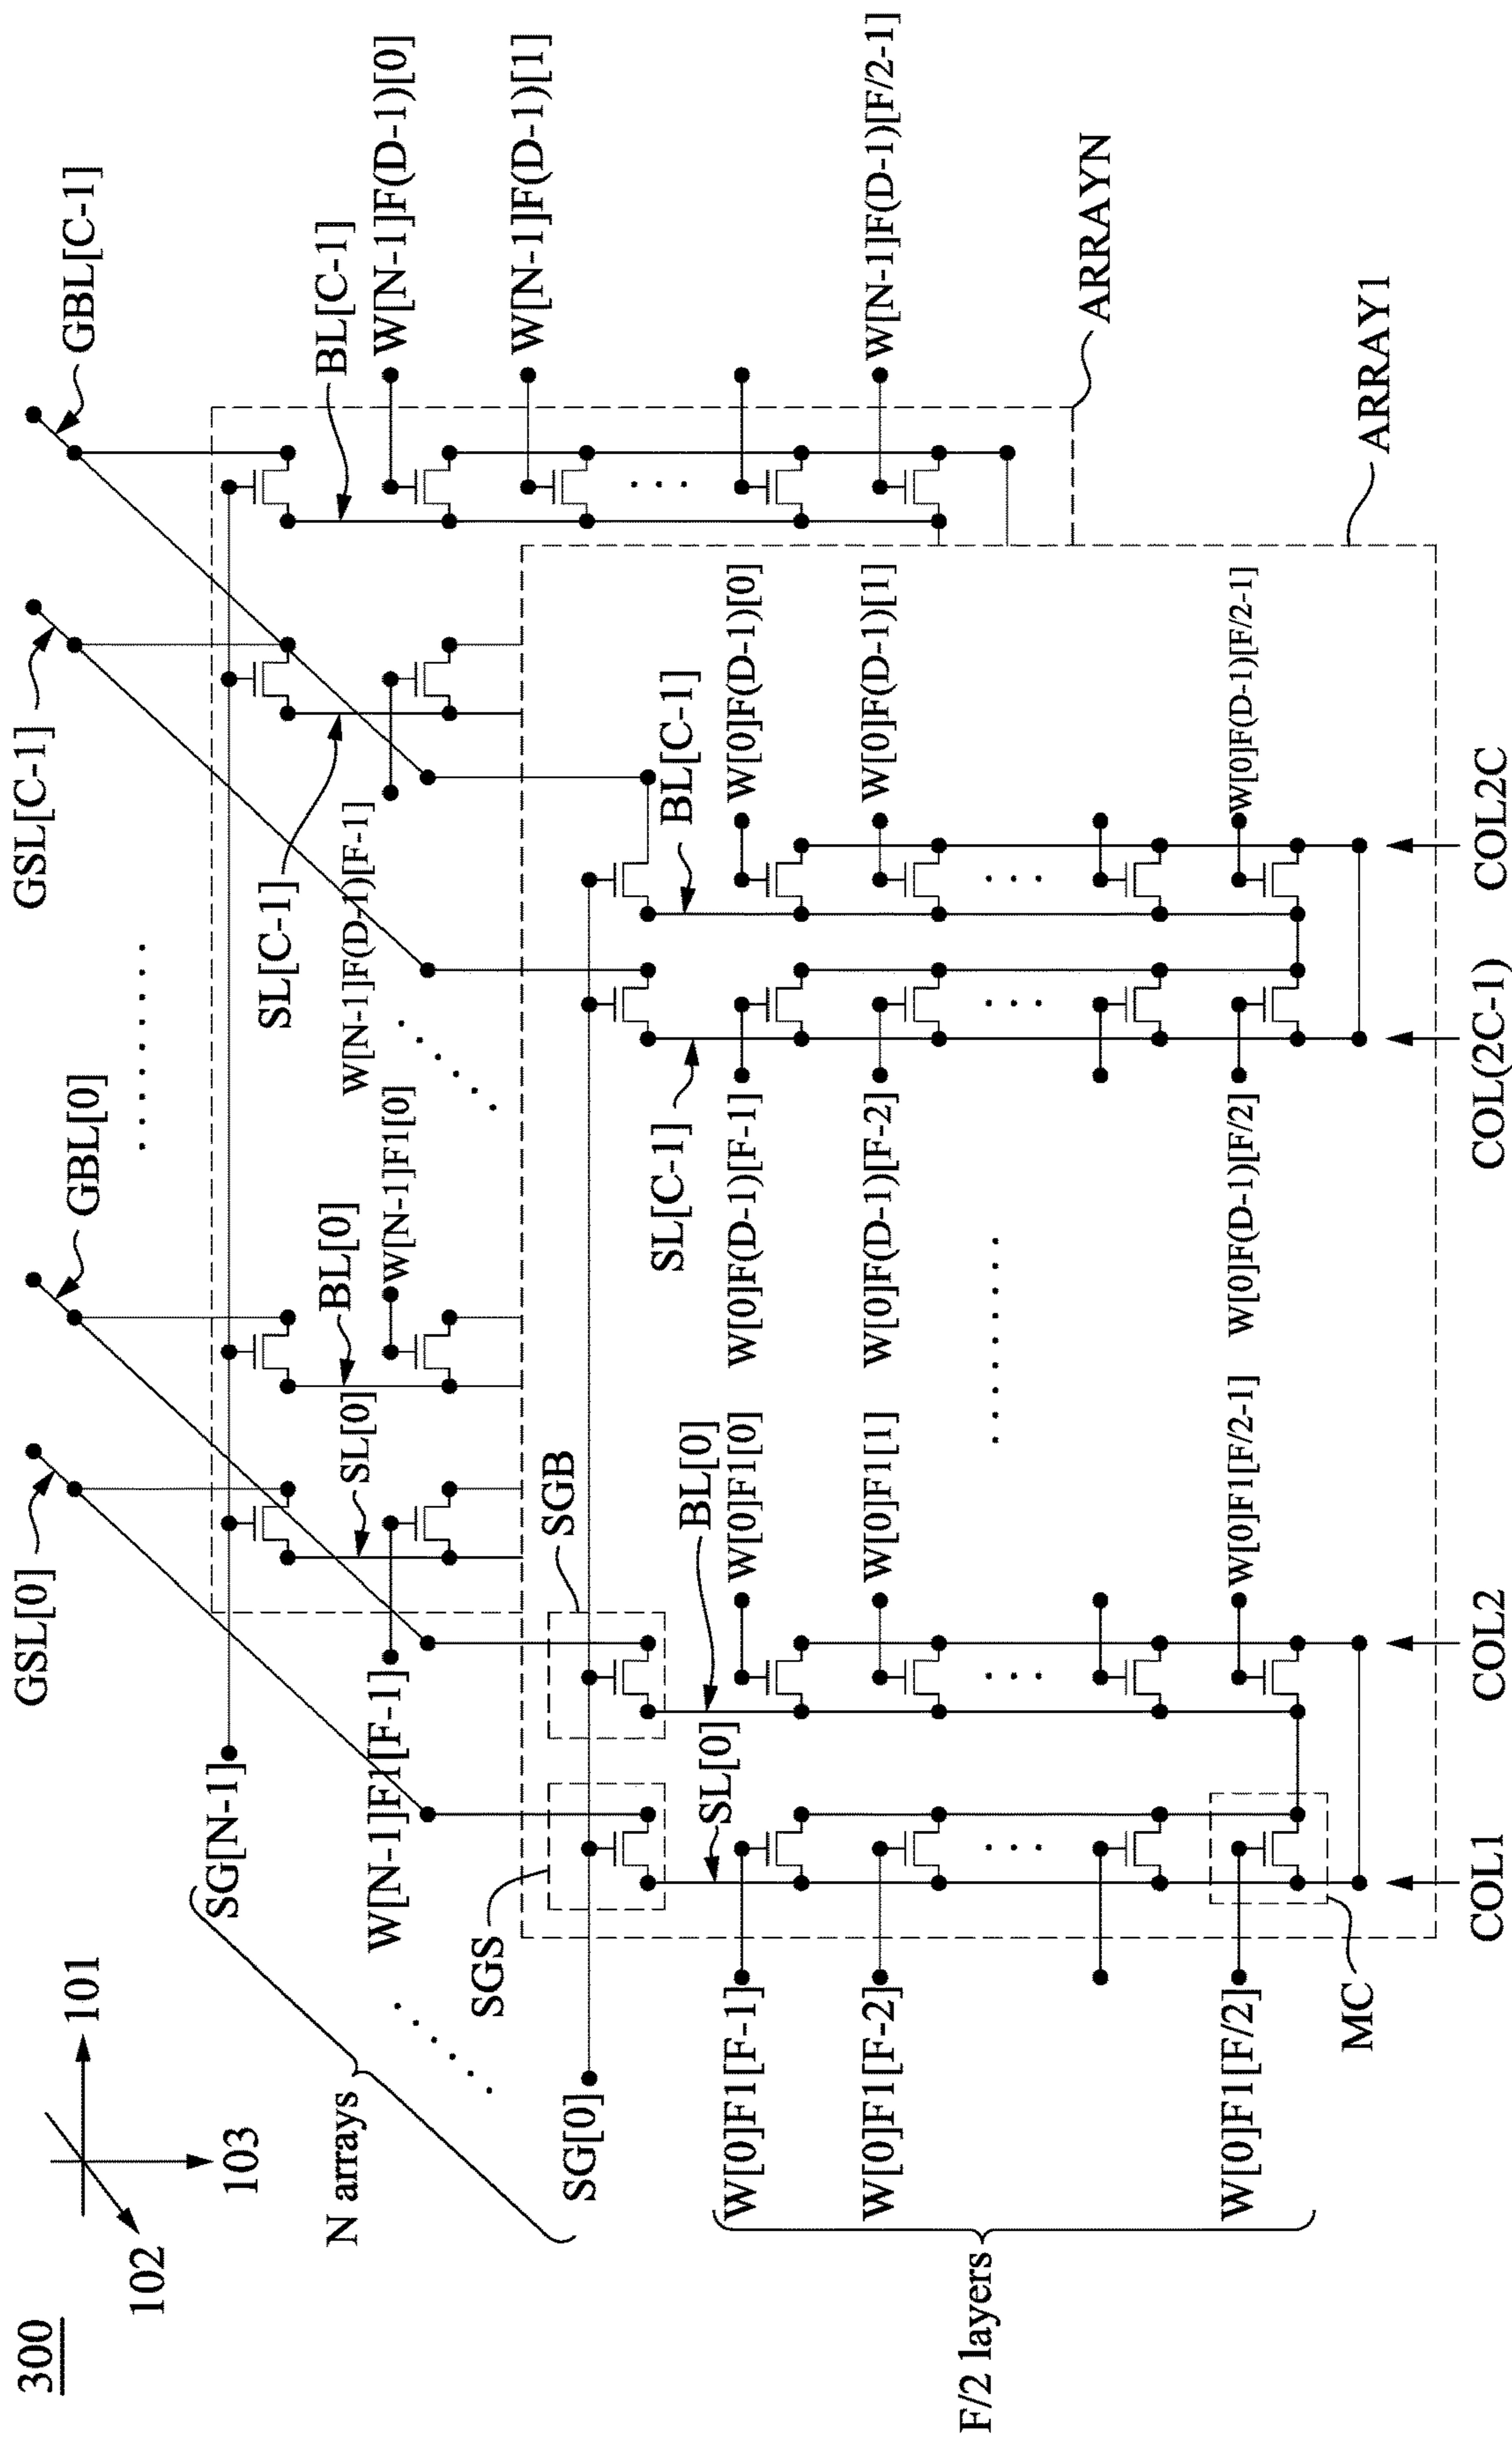 300
101
102
103
N arrays
F/2 layers
GSL[0]
GBL[0]
GSL[C-1]
GBL[C-1]
SG[N-1]
SL[0]
BL[0]
SL[C-1]
BL[C-1]
W[N-1]F1[F-1]
W[N-1]F1[0]
W[N-1]F(D-1)[F-1]
W[N-1]F(D-1)[0]
W[N-1]F(D-1)[1]
W[N-1]F(D-1)[F/2-1]
ARRAYN
ARRAY1
SG[0]
SGS
SGB
SL[0]
BL[0]
SL[C-1]
BL[C-1]
W[0]F1[F-1]
W[0]F1[0]
W[0]F(D-1)[F-1]
W[0]F(D-1)[0]
W[0]F1[F-2]
W[0]F1[1]
W[0]F(D-1)[F-2]
W[0]F(D-1)[1]
W[0]F1[F/2]
W[0]F1[F/2-1]
W[0]F(D-1)[F/2]
W[0]F(D-1)[F/2-1]
MC
COL1
COL2
COL(2C-1)
COL2C